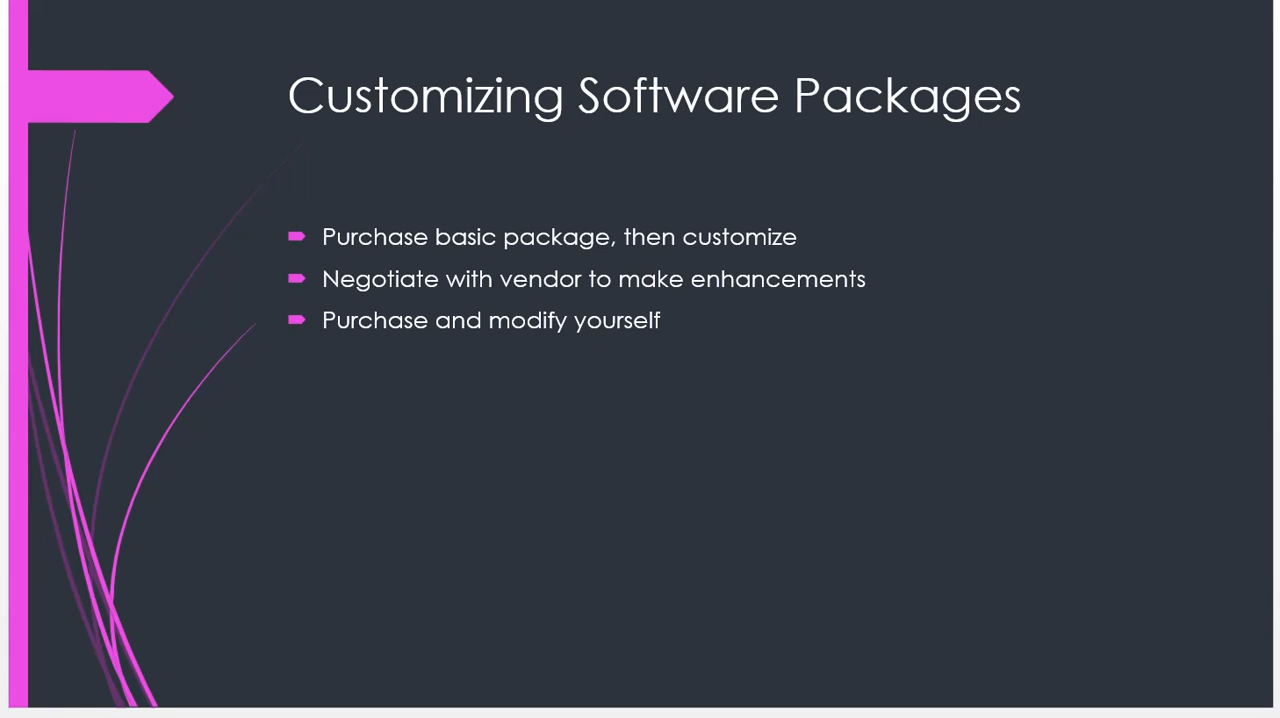 Customizing Software Packages
Purchase basic package, then customize
Negotiate with vendor to make enhancements
Purchase and modify yourself